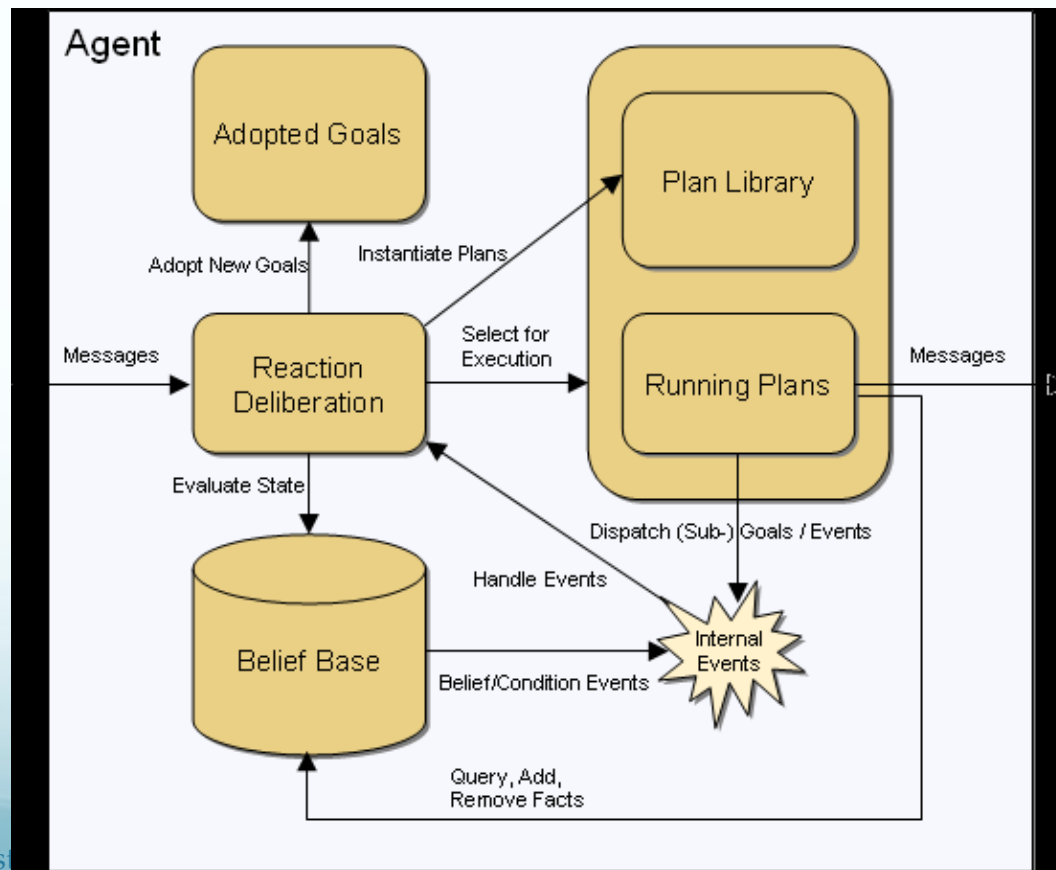 Agent
Adopted Goals
Plan Library
Adopt New Goals
Instantiate Plans
Messages
Reaction
Deliberation
Select for
Execution
Running Plans
Messages
Evaluate State
Dispatch (Sub-) Goals / Events
Handle Events
Belief Base
Internal
Events
Belief/Condition Events
Query, Add,
Remove Facts